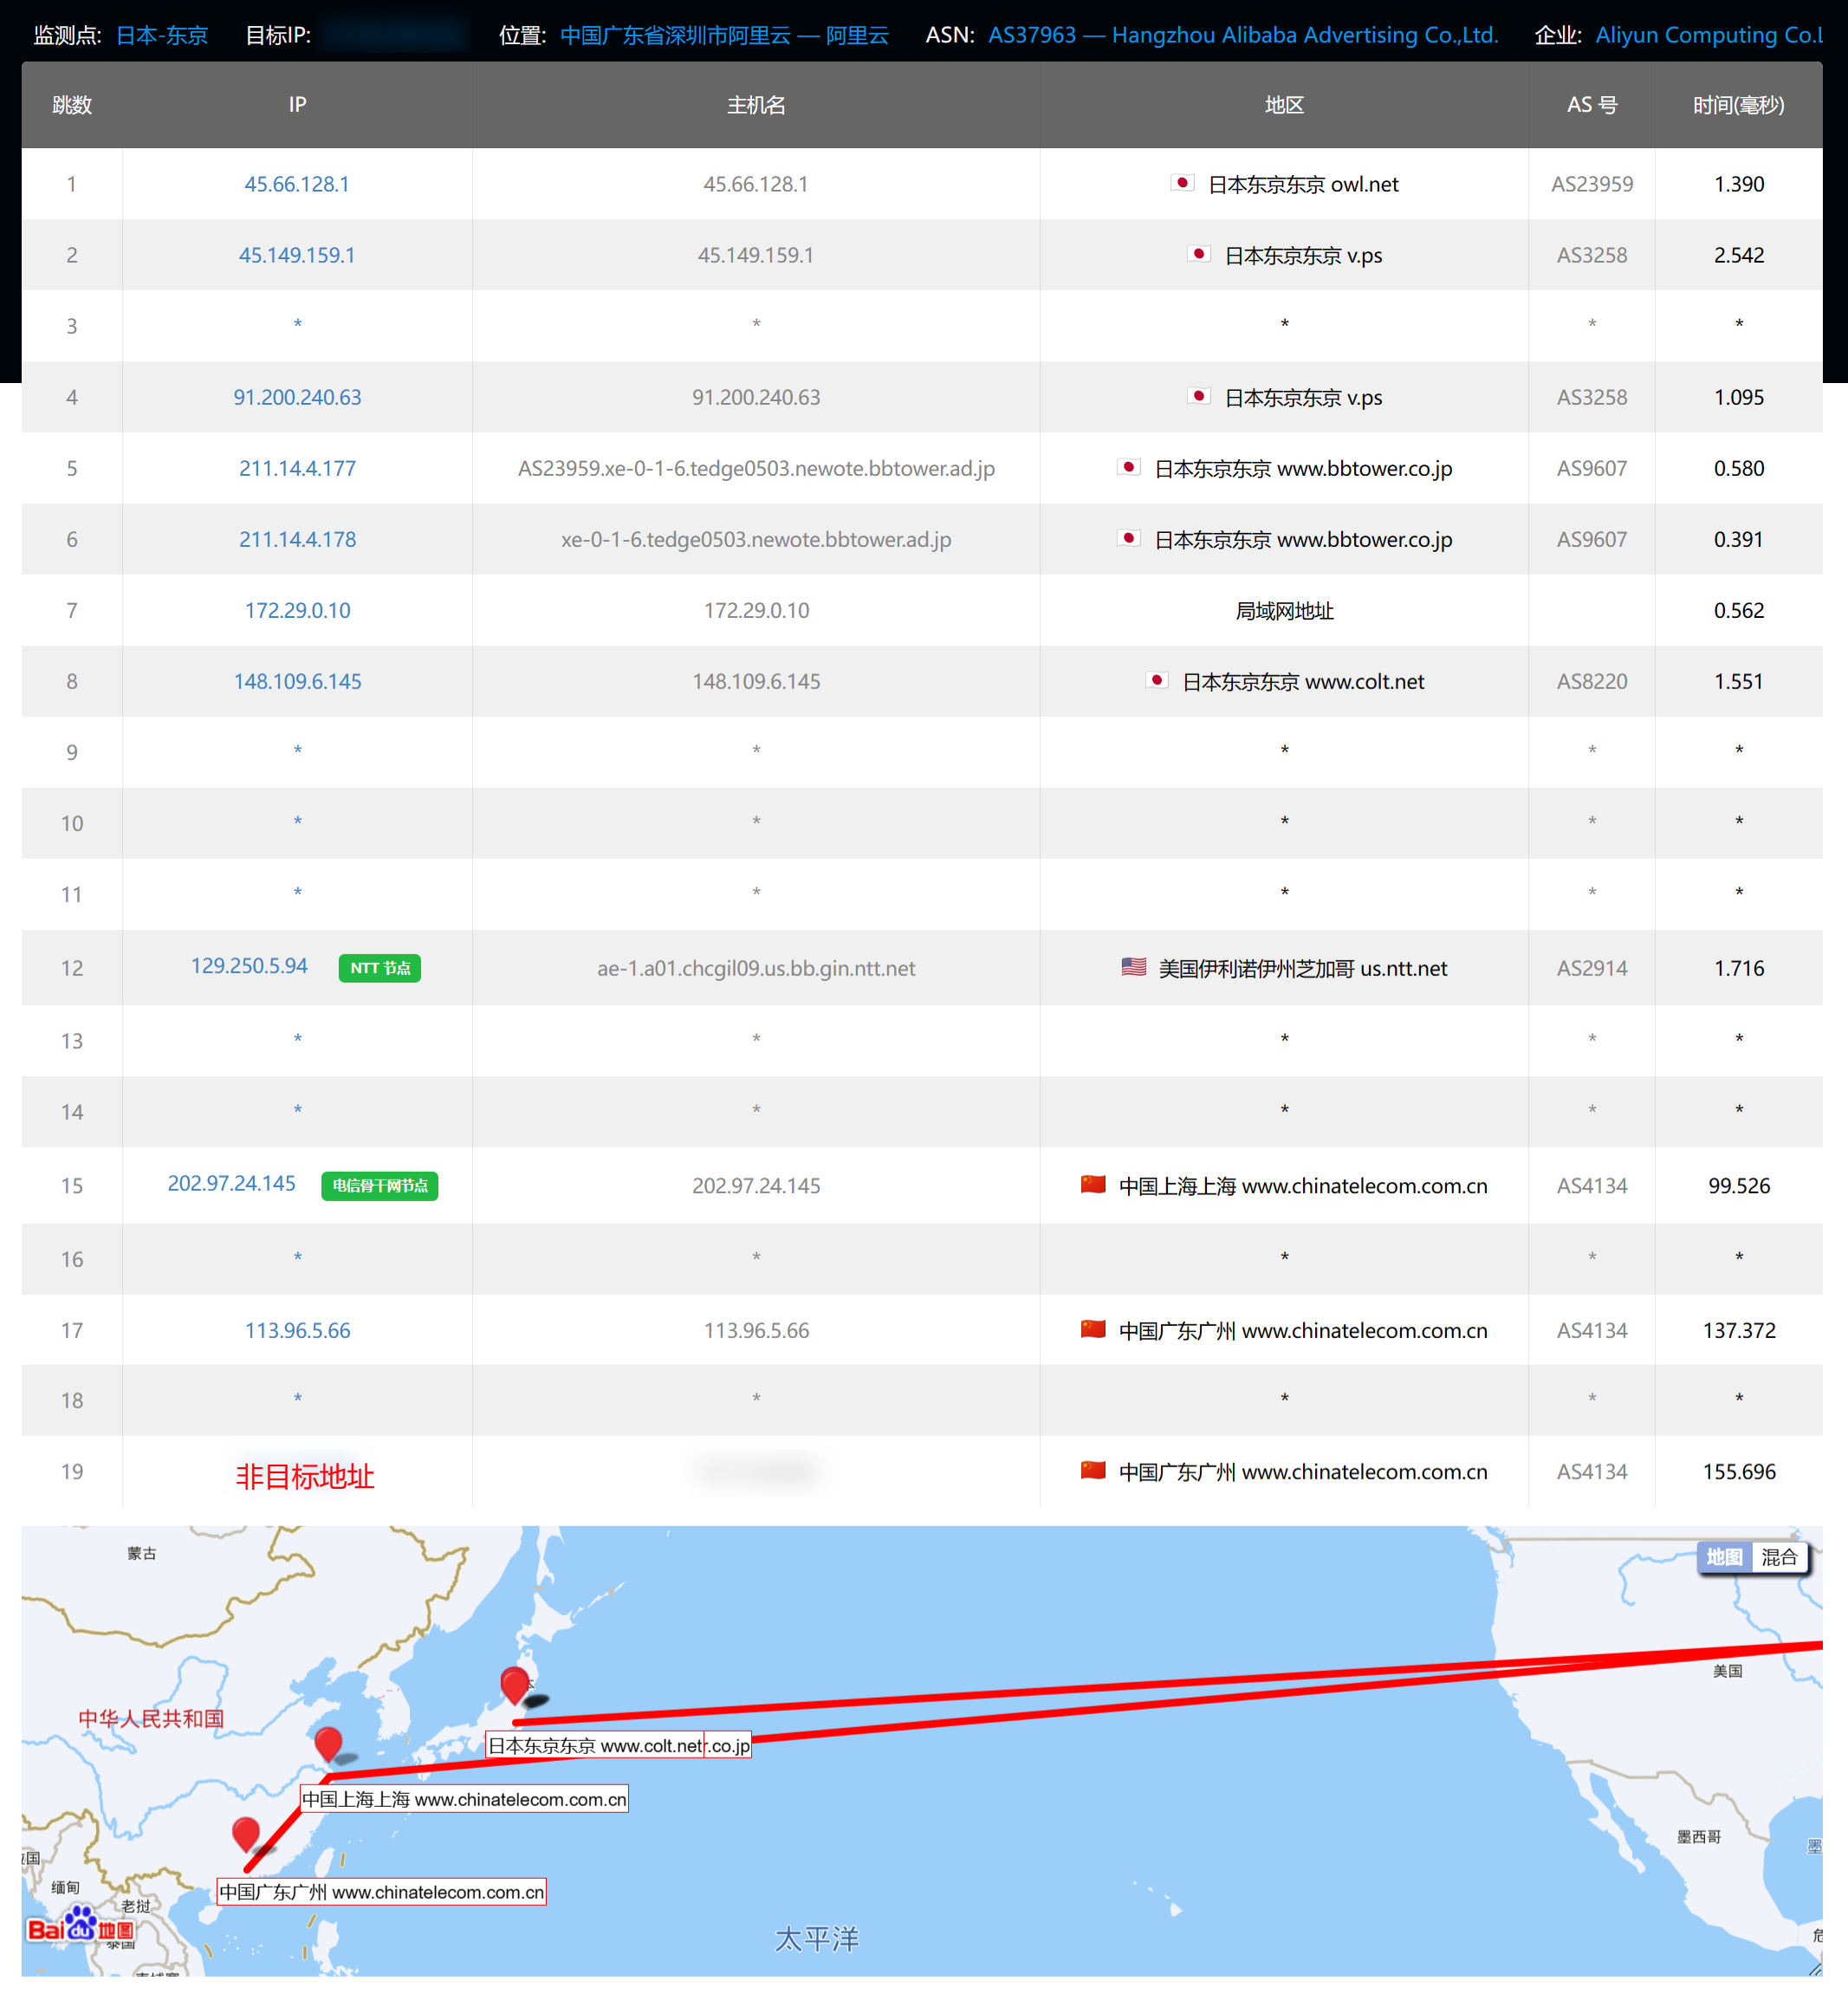 监测点: 日本-东京 目标IP: 位置: 中国广东省深圳市阿里云 — 阿里云 ASN: AS37963 — Hangzhou Alibaba Advertising Co.,Ltd. 企业: Aliyun Computing Co.L
跳数 IP 主机名 地区 AS 号 时间(毫秒)
1 45.66.128.1 45.66.128.1 日本东京东京 owl.net AS23959 1.390
2 45.149.159.1 45.149.159.1 日本东京东京 v.ps AS3258 2.542
3 * * * * *
4 91.200.240.63 91.200.240.63 日本东京东京 v.ps AS3258 1.095
5 211.14.4.177 AS23959.xe-0-1-6.tedge0503.newote.bbtower.ad.jp 日本东京东京 www.bbtower.co.jp AS9607 0.580
6 211.14.4.178 xe-0-1-6.tedge0503.newote.bbtower.ad.jp 日本东京东京 www.bbtower.co.jp AS9607 0.391
7 172.29.0.10 172.29.0.10 局域网地址 0.562
8 148.109.6.145 148.109.6.145 日本东京东京 www.colt.net AS8220 1.551
9 * * * * *
10 * * * * *
11 * * * * *
12 129.250.5.94 NTT 节点 ae-1.a01.chcgil09.us.bb.gin.ntt.net 美国伊利诺伊州芝加哥 us.ntt.net AS2914 1.716
13 * * * * *
14 * * * * *
15 202.97.24.145 电信骨干网节点 202.97.24.145 中国上海上海 www.chinatelecom.com.cn AS4134 99.526
16 * * * * *
17 113.96.5.66 113.96.5.66 中国广东广州 www.chinatelecom.com.cn AS4134 137.372
18 * * * * *
19 非目标地址 中国广东广州 www.chinatelecom.com.cn AS4134 155.696
蒙古
地图 混合
美国
中华人民共和国
日本东京东京 www.colt.netr.co.jp
中国上海上海 www.chinatelecom.com.cn
墨西哥
墨
国
缅甸
中国广东广州 www.chinatelecom.com.cn
老挝
Bai du 地图
泰国
太平洋
危
柬埔寨